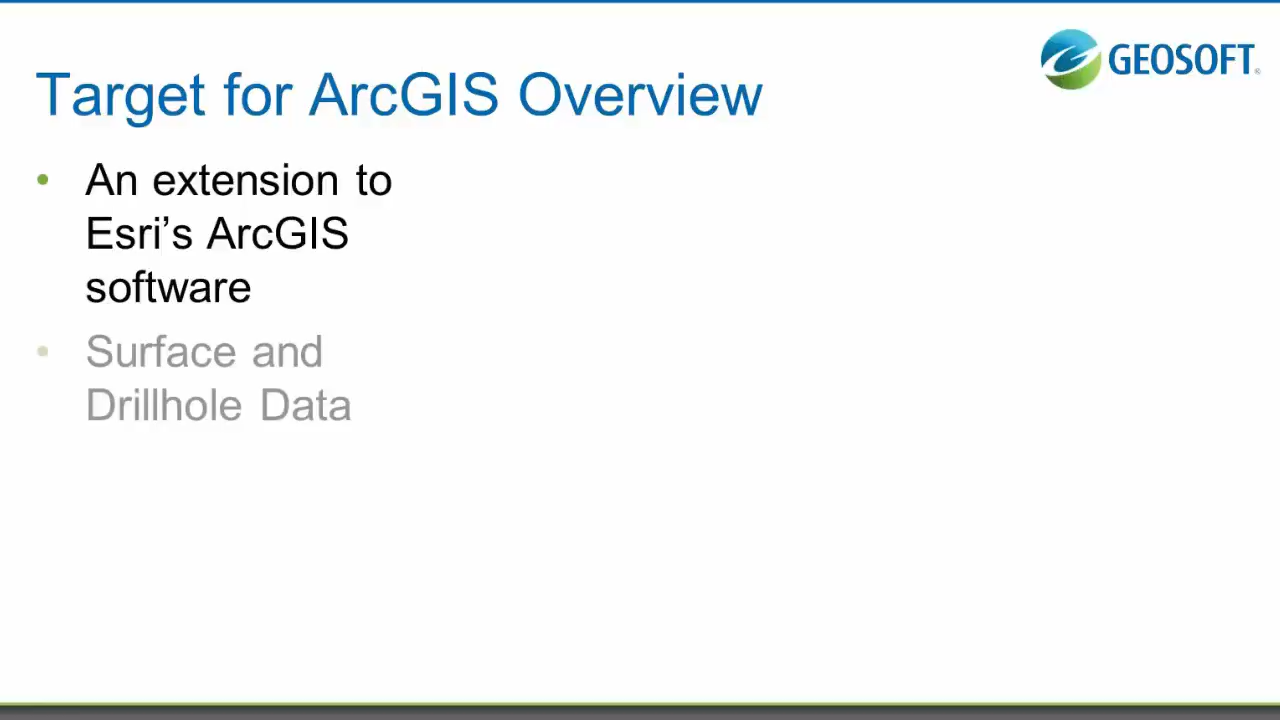 GEOSOFT
Target for ArcGIS Overview
• An extension to
Esri’s ArcGIS
software
• Surface and
Drillhole Data